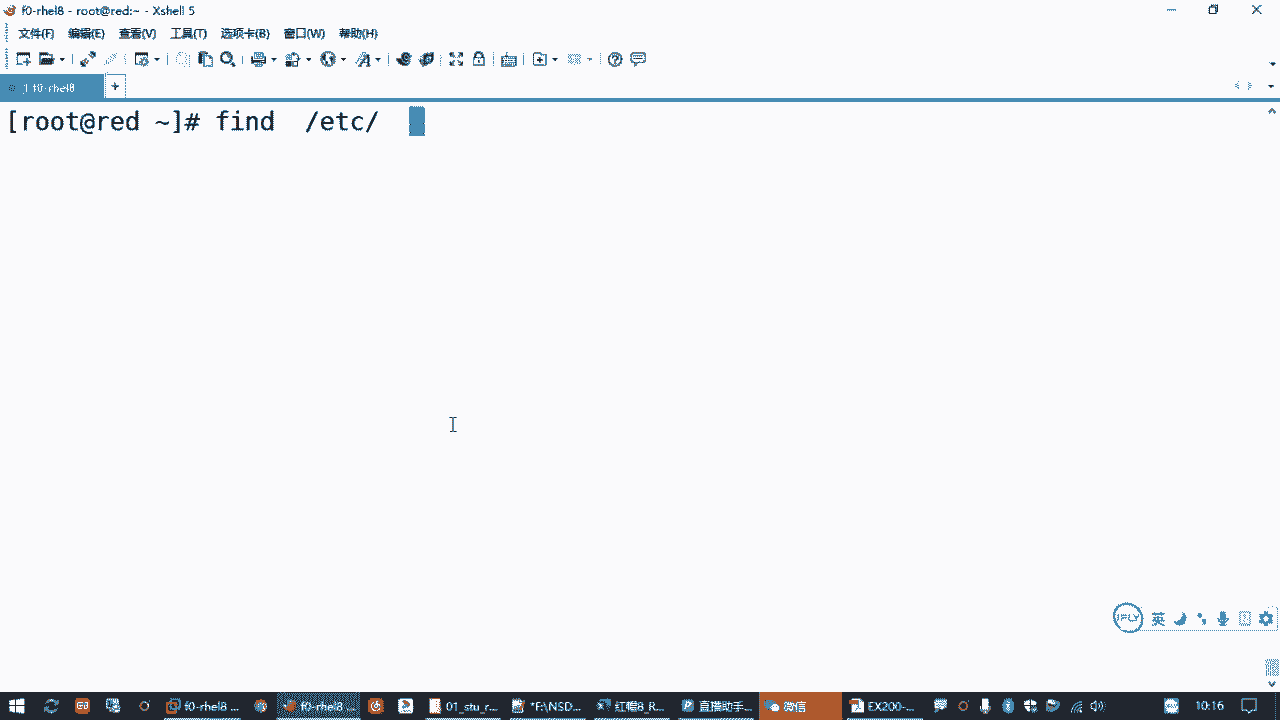 f0-rhel8 - root@red:~ - Xshell 5
文件(F) 编辑(E) 查看(V) 工具(T) 选项卡(B) 窗口(W) 帮助(H)
1 f0-rhel8 +
[root@red ~]# find  /etc/
iFLY 英
f0-rhel8 ... f0-rhel8... 01_stu_r... *F:\NSD... 红帽8_R... 直播助手... 微信 EX200-... 10:16